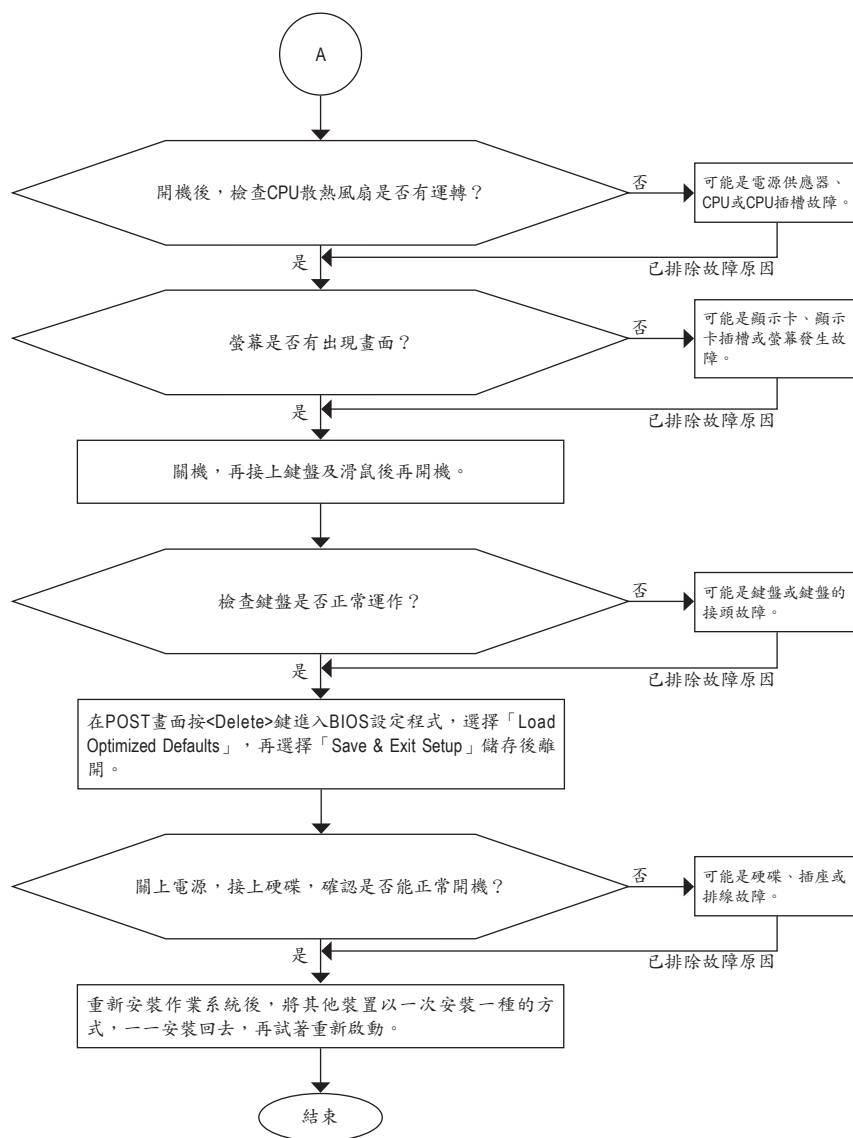 A
開機後，檢查CPU散熱風扇是否有運轉？
否
可能是電源供應器、
CPU或CPU插槽故障。
是
已排除故障原因
螢幕是否有出現畫面？
否
可能是顯示卡、顯示
卡插槽或螢幕發生故
障。
是
已排除故障原因
關機，再接上鍵盤及滑鼠後再開機。
檢查鍵盤是否正常運作？
否
可能是鍵盤或鍵盤的
接頭故障。
是
已排除故障原因
在POST畫面按<Delete>鍵進入BIOS設定程式，選擇「Load
Optimized Defaults」，再選擇「Save & Exit Setup」儲存後離
開。
關上電源，接上硬碟，確認是否能正常開機？
否
可能是硬碟、插座或
排線故障。
是
已排除故障原因
重新安裝作業系統後，將其他裝置以一次安裝一種的方
式，一一安裝回去，再試著重新啟動。
結束